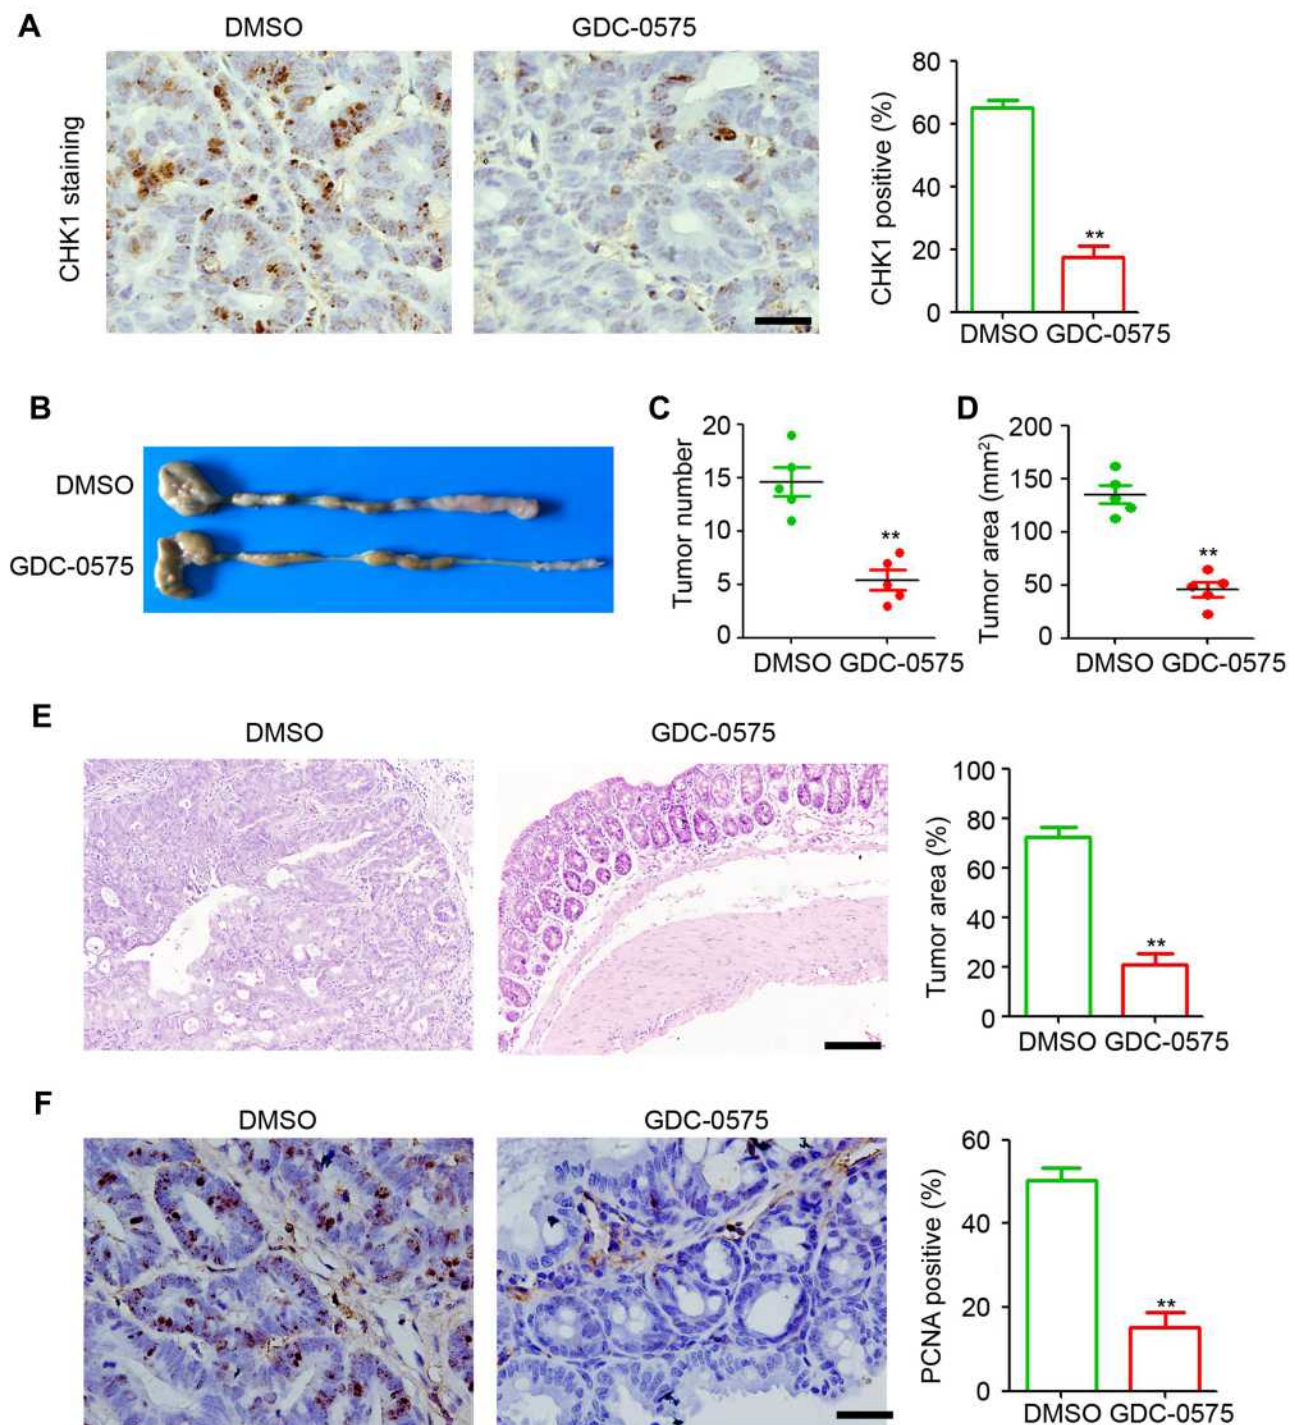 A
DMSO
GDC-0575
CHK1 staining
CHK1 positive (%)
80
60
40
20
0
**
DMSO GDC-0575
B
DMSO
GDC-0575
C
Tumor number
20
15
10
5
0
**
DMSO GDC-0575
D
Tumor area (mm²)
200
150
100
50
0
**
DMSO GDC-0575
E
DMSO
GDC-0575
Tumor area (%)
100
80
60
40
20
0
**
DMSO GDC-0575
F
DMSO
GDC-0575
PCNA positive (%)
60
40
20
0
**
DMSO GDC-0575